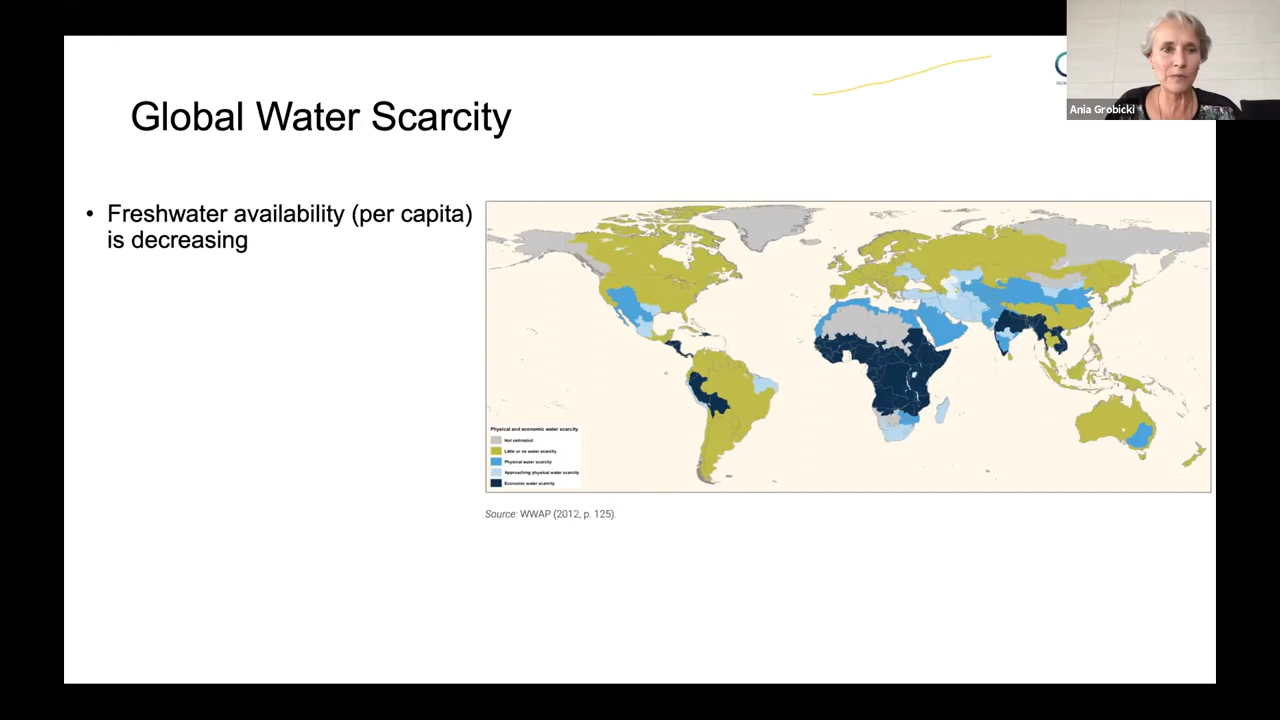 Ania Grobicki
Global Water Scarcity
• Freshwater availability (per capita)
is decreasing
Physical and economic water scarcity
Not estimated
Little or no water scarcity
Physical water scarcity
Approaching physical water scarcity
Economic water scarcity
Source: WWAP (2012, p. 125).